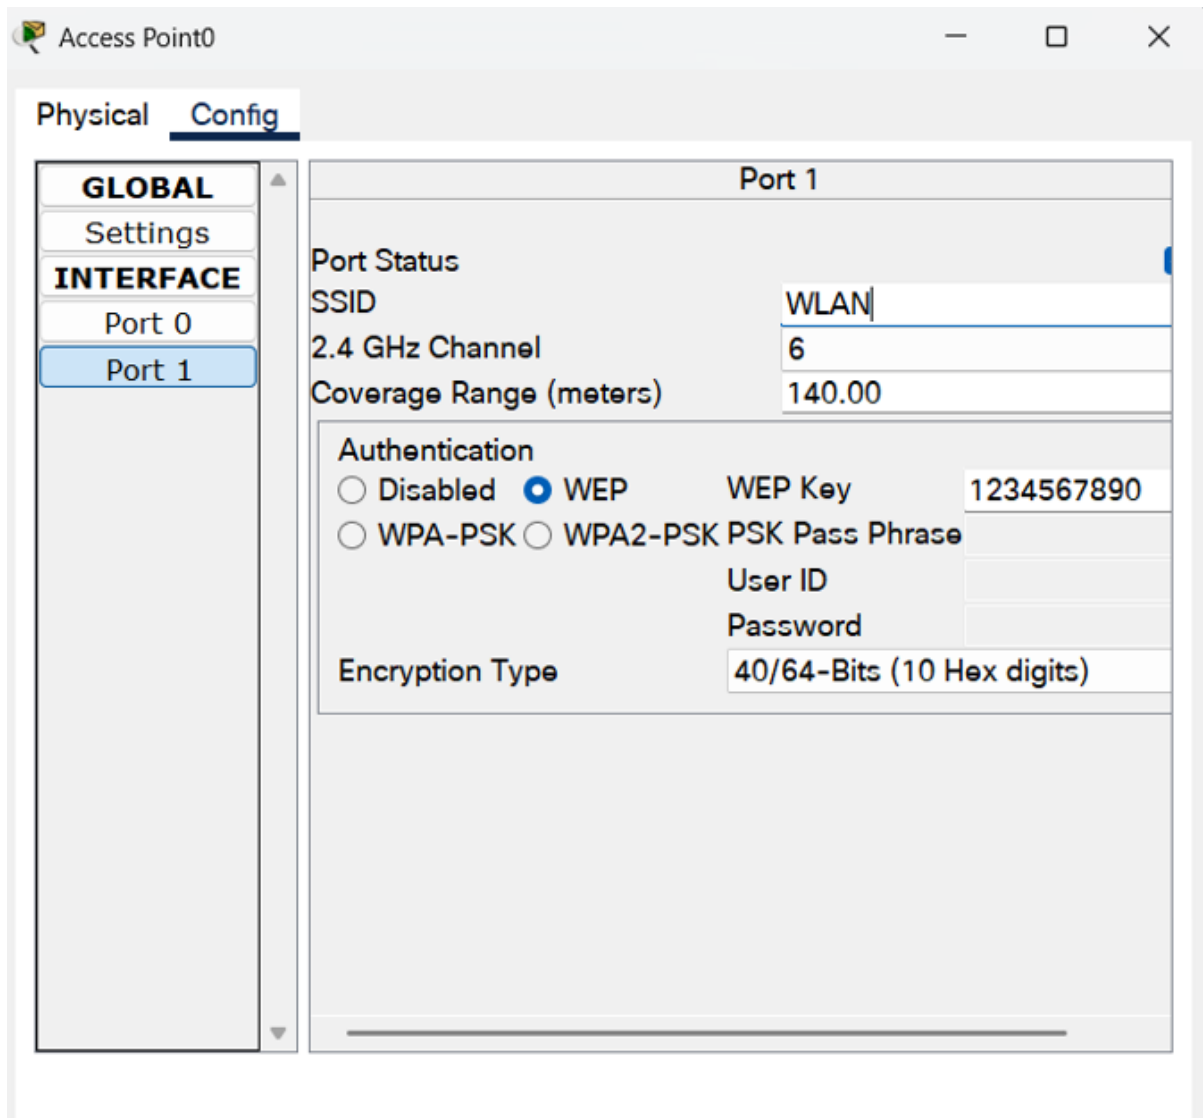 Access Point0
Physical Config
GLOBAL
Settings
INTERFACE
Port 0
Port 1
Port 1
Port Status
SSID WLAN
2.4 GHz Channel 6
Coverage Range (meters) 140.00
Authentication
Disabled WEP WEP Key 1234567890
WPA-PSK WPA2-PSK PSK Pass Phrase
User ID
Password
Encryption Type 40/64-Bits (10 Hex digits)